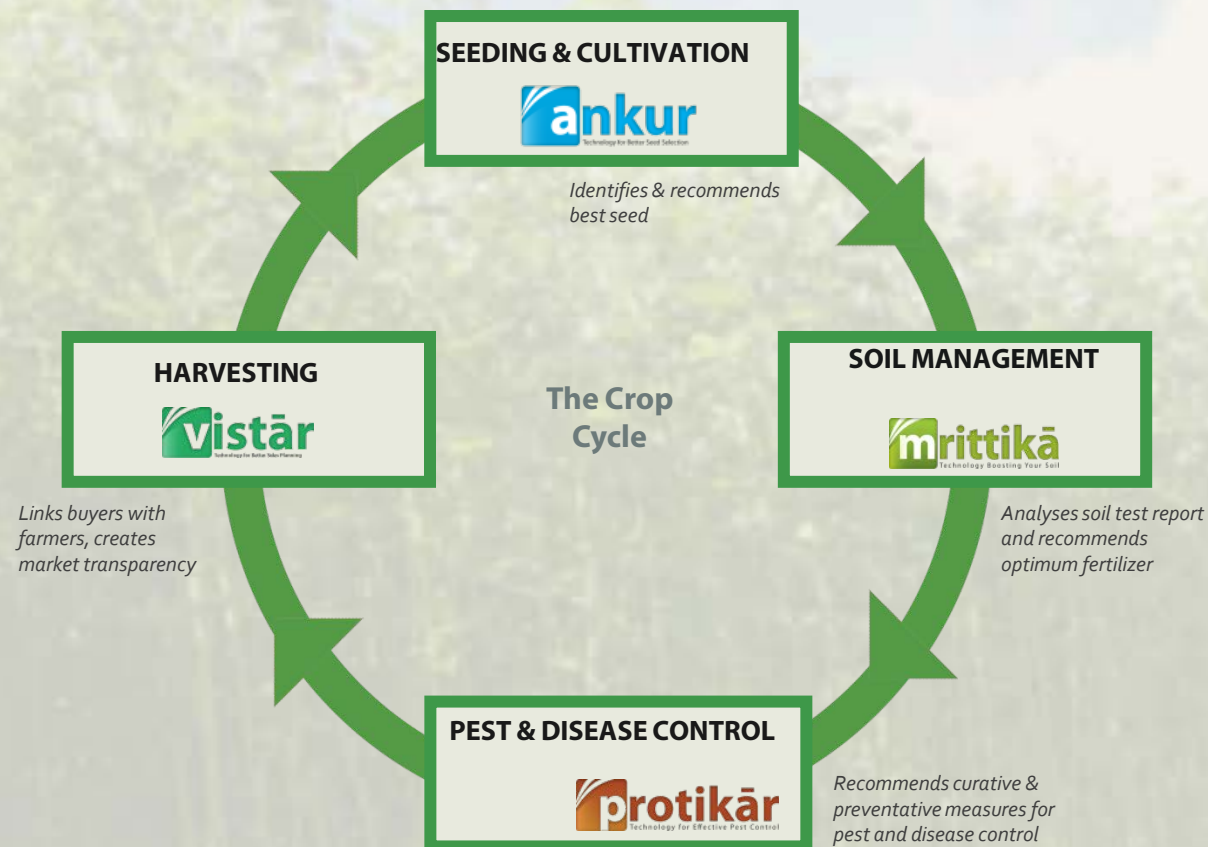 SEEDING & CULTIVATION
ankur
Technology for Better Seed Selection
Identifies & recommends
best seed
HARVESTING
vistār
Technology for Better Sales Planning
Links buyers with
farmers, creates
market transparency
The Crop
Cycle
SOIL MANAGEMENT
mrittikā
Technology Boosting Your Soil
Analyses soil test report
and recommends
optimum fertilizer
PEST & DISEASE CONTROL
protikār
Technology for Effective Pest Control
Recommends curative &
preventative measures for
pest and disease control